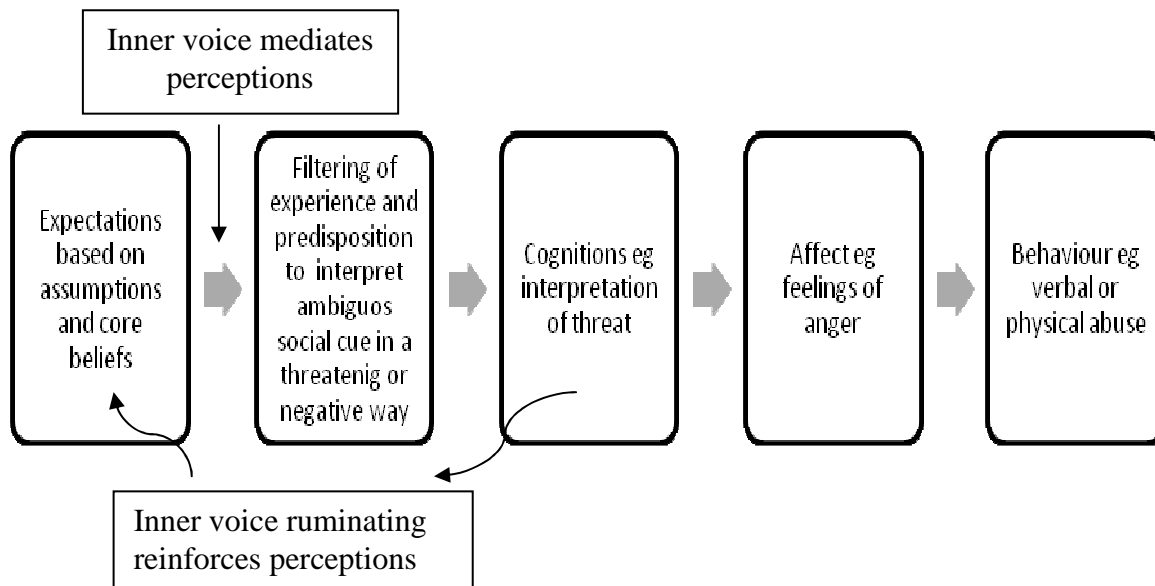 Inner voice mediates
perceptions
Expectations
based on
assumptions
and core
beliefs
Filtering of
experience and
predisposition
to interpret
ambiguos
social cue in a
threatenig or
negative way
Cognitions eg
interpretation
of threat
Affect eg
feelings of
anger
Behaviour eg
verbal or
physical abuse
Inner voice ruminating
reinforces perceptions